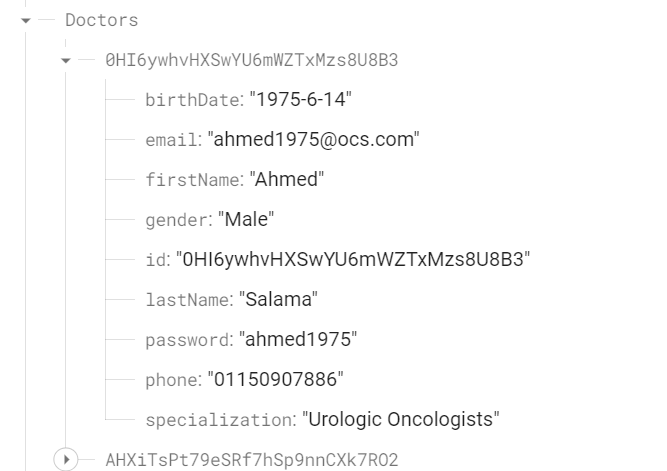 Doctors
0HI6ywhvHXSwYU6mWZTxMzs8U8B3
birthDate: "1975-6-14"
email: "ahmed1975@ocs.com"
firstName: "Ahmed"
gender: "Male"
id: "0HI6ywhvHXSwYU6mWZTxMzs8U8B3"
lastName: "Salama"
password: "ahmed1975"
phone: "01150907886"
specialization: "Urologic Oncologists"
AHXiTsPt79eSRf7hSp9nnCXk7RO2